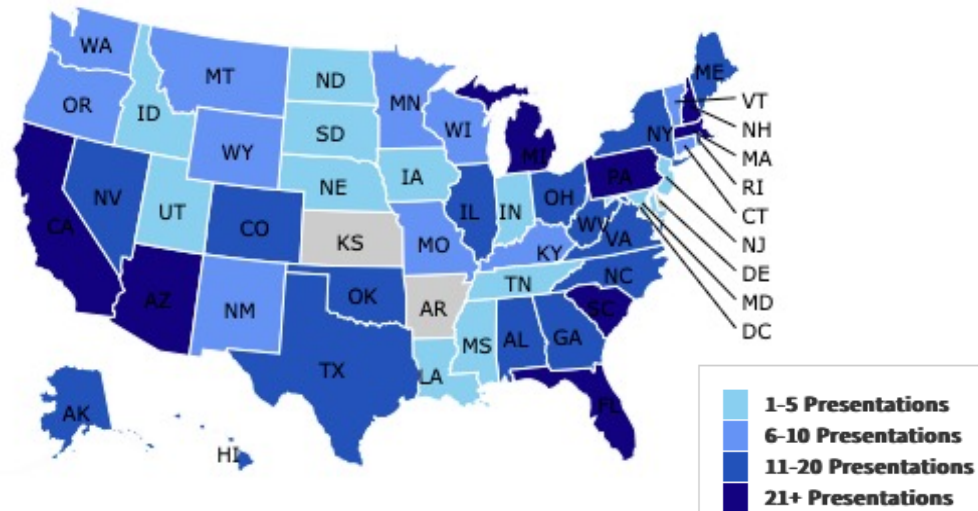 WA
MT
ND
MN
ME
OR
ID
WI
VT
NH
SD
WY
NY
MA
MI
RI
IA
NE
PA
CT
NV
UT
CO
IL
IN
OH
NJ
CA
KS
MO
WV
VA
KY
DE
MD
AZ
NM
OK
AR
TN
NC
SC
DC
MS
AL
GA
TX
LA
AK
HI
FL
1-5 Presentations
6-10 Presentations
11-20 Presentations
21+ Presentations